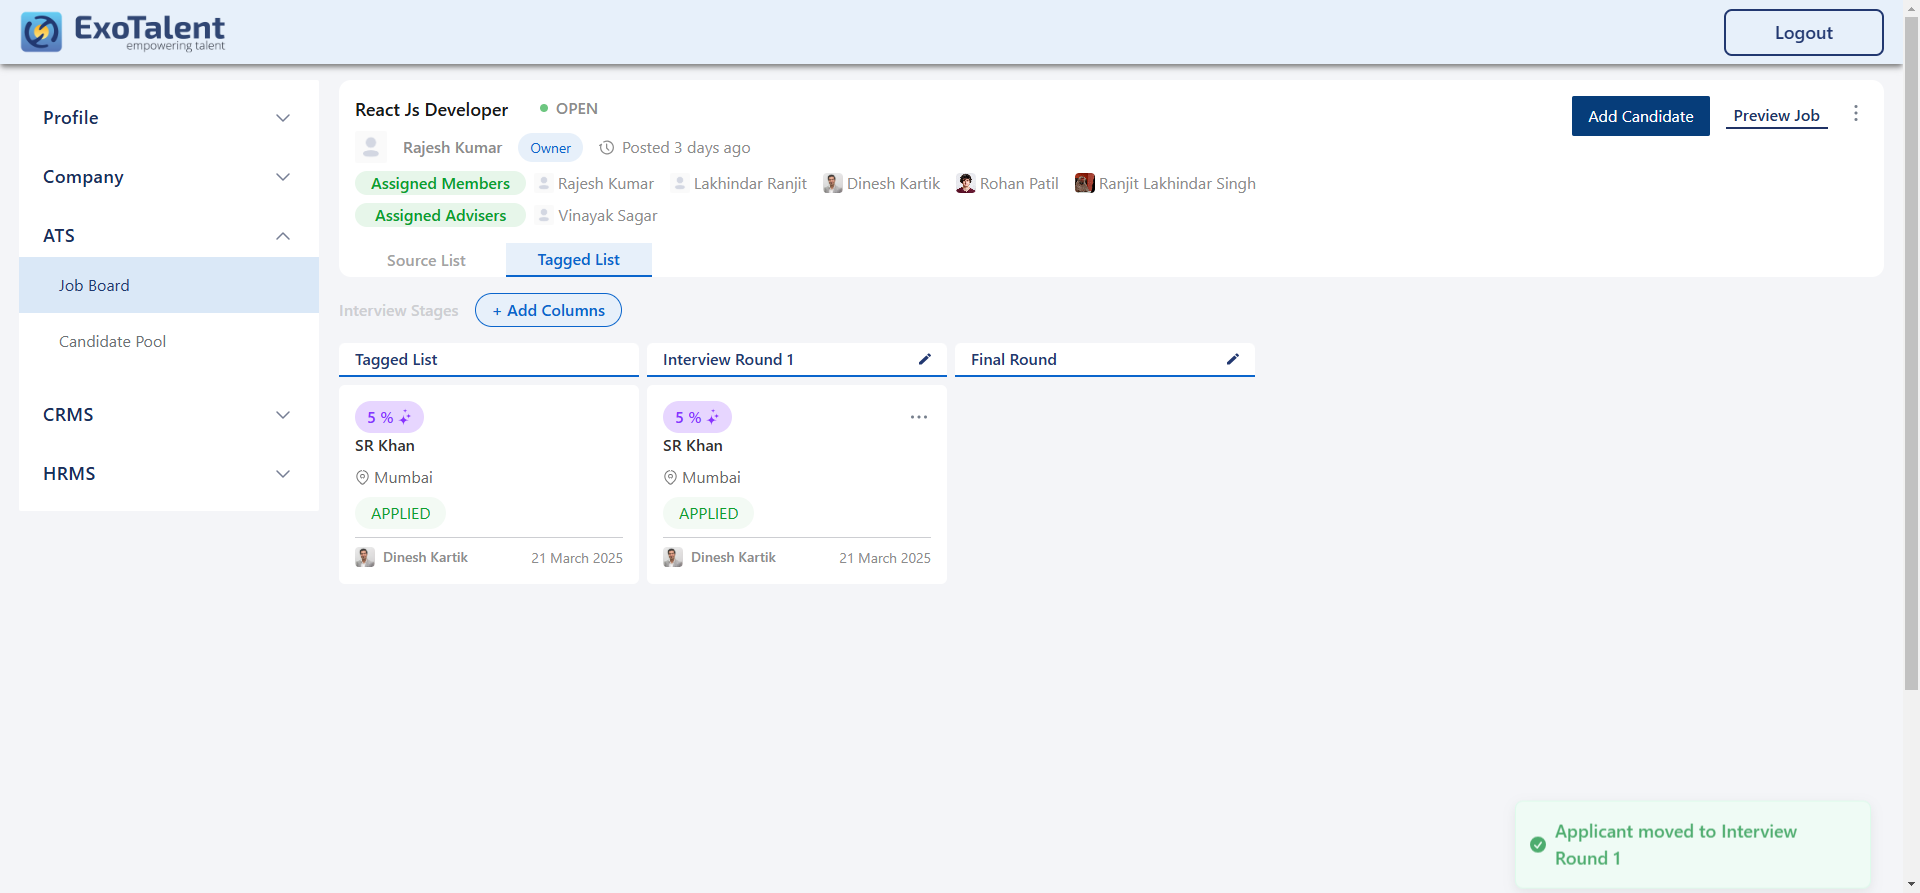 ExoTalent
empowering talent
Logout
Profile
Company
ATS
Job Board
Candidate Pool
CRMS
HRMS
React Js Developer OPEN
Add Candidate Preview Job
Rajesh Kumar Owner Posted 3 days ago
Assigned Members Rajesh Kumar Lakhindar Ranjit Dinesh Kartik Rohan Patil Ranjit Lakhindar Singh
Assigned Advisers Vinayak Sagar
Source List Tagged List
Interview Stages + Add Columns
Tagged List Interview Round 1 Final Round
5 %
SR Khan
Mumbai
APPLIED
Dinesh Kartik 21 March 2025
5 %
SR Khan
Mumbai
APPLIED
Dinesh Kartik 21 March 2025
Applicant moved to Interview
Round 1